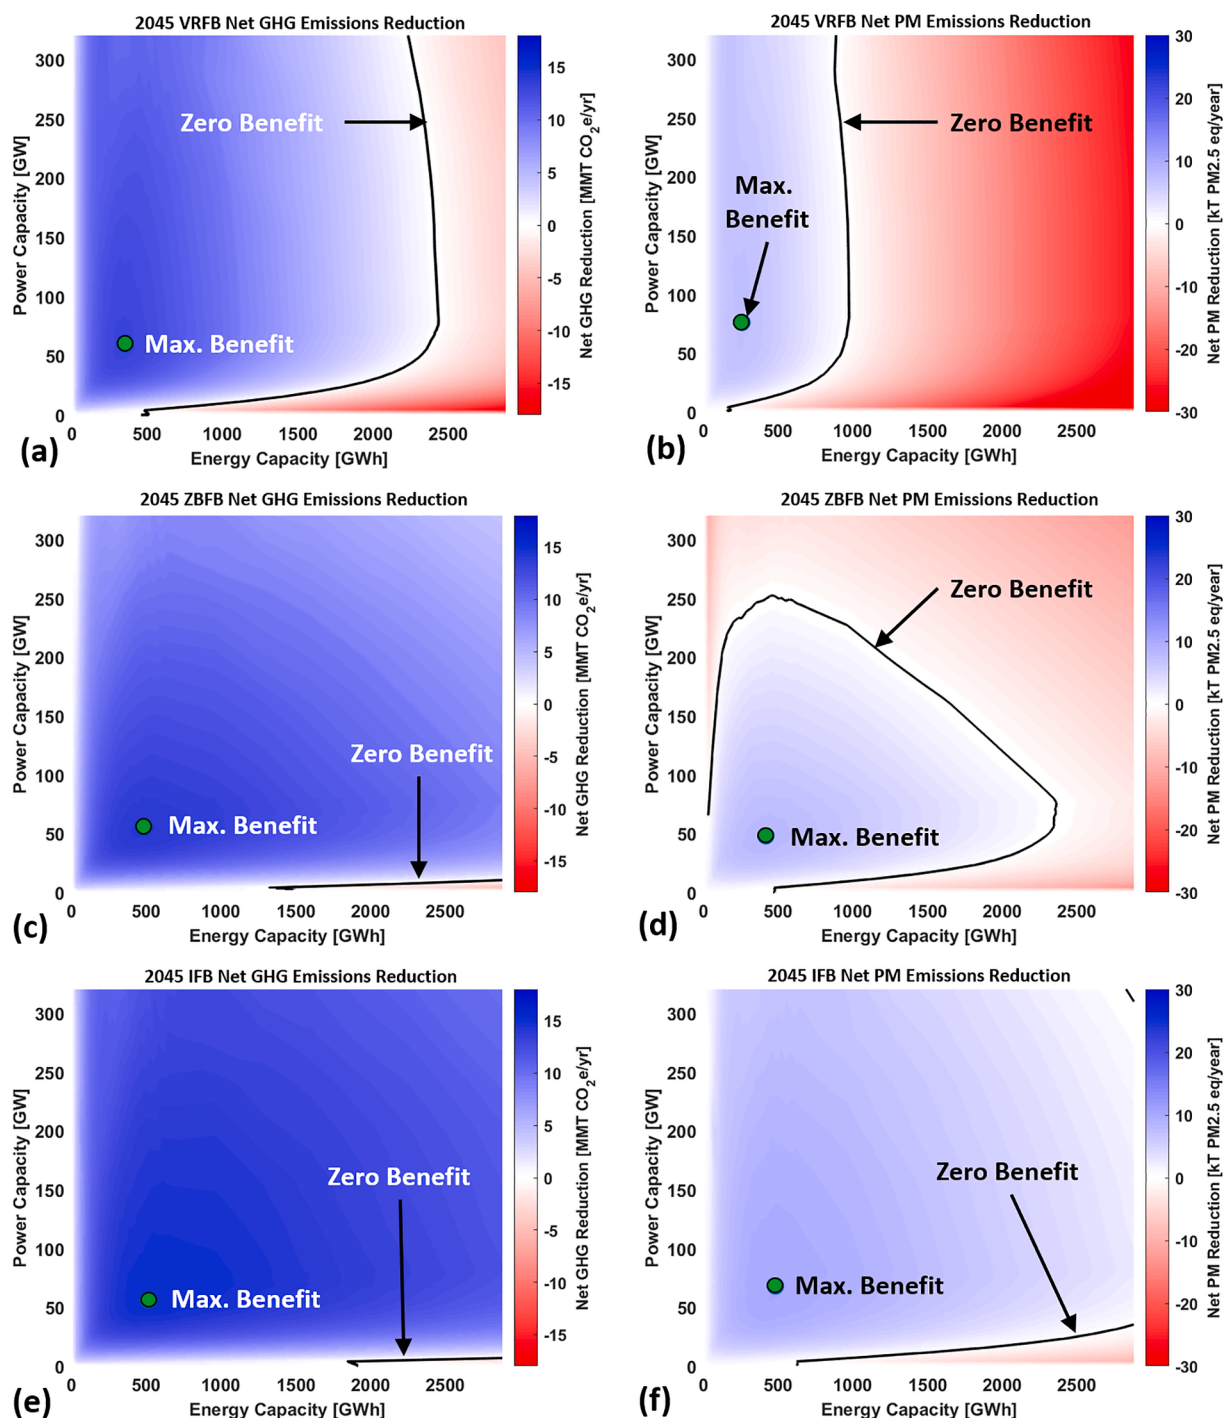 2045 VRFB Net GHG Emissions Reduction
Power Capacity [GW]
300
250
200
150
100
50
0
0 500 1000 1500 2000 2500
Energy Capacity [GWh]
Zero Benefit
Max. Benefit
15
10
5
0
-5
-10
-15
Net GHG Reduction [MMT CO2e/yr]
(a)
2045 VRFB Net PM Emissions Reduction
Power Capacity [GW]
300
250
200
150
100
50
0
0 500 1000 1500 2000 2500
Energy Capacity [GWh]
Zero Benefit
Max.
Benefit
30
20
10
0
-10
-20
-30
Net PM Reduction [kT PM2.5 eq/year]
(b)
2045 ZBFB Net GHG Emissions Reduction
Power Capacity [GW]
300
250
200
150
100
50
0
0 500 1000 1500 2000 2500
Energy Capacity [GWh]
Zero Benefit
Max. Benefit
15
10
5
0
-5
-10
-15
Net GHG Reduction [MMT CO2e/yr]
(c)
2045 ZBFB Net PM Emissions Reduction
Power Capacity [GW]
300
250
200
150
100
50
0
0 500 1000 1500 2000 2500
Energy Capacity [GWh]
Zero Benefit
Max. Benefit
30
20
10
0
-10
-20
-30
Net PM Reduction [kT PM2.5 eq/year]
(d)
2045 IFB Net GHG Emissions Reduction
Power Capacity [GW]
300
250
200
150
100
50
0
0 500 1000 1500 2000 2500
Energy Capacity [GWh]
Zero Benefit
Max. Benefit
15
10
5
0
-5
-10
-15
Net GHG Reduction [MMT CO2e/yr]
(e)
2045 IFB Net PM Emissions Reduction
Power Capacity [GW]
300
250
200
150
100
50
0
0 500 1000 1500 2000 2500
Energy Capacity [GWh]
Zero Benefit
Max. Benefit
30
20
10
0
-10
-20
-30
Net PM Reduction [kT PM2.5 eq/year]
(f)